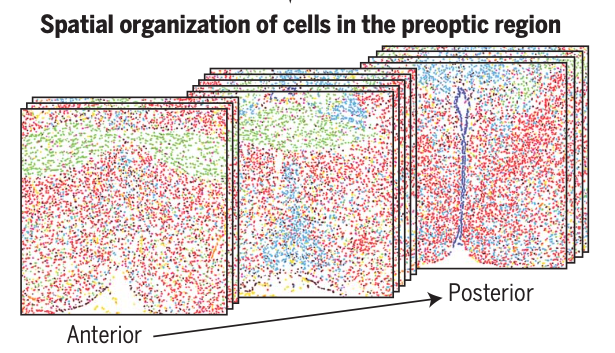 Spatial organization of cells in the preoptic region
Posterior
Anterior